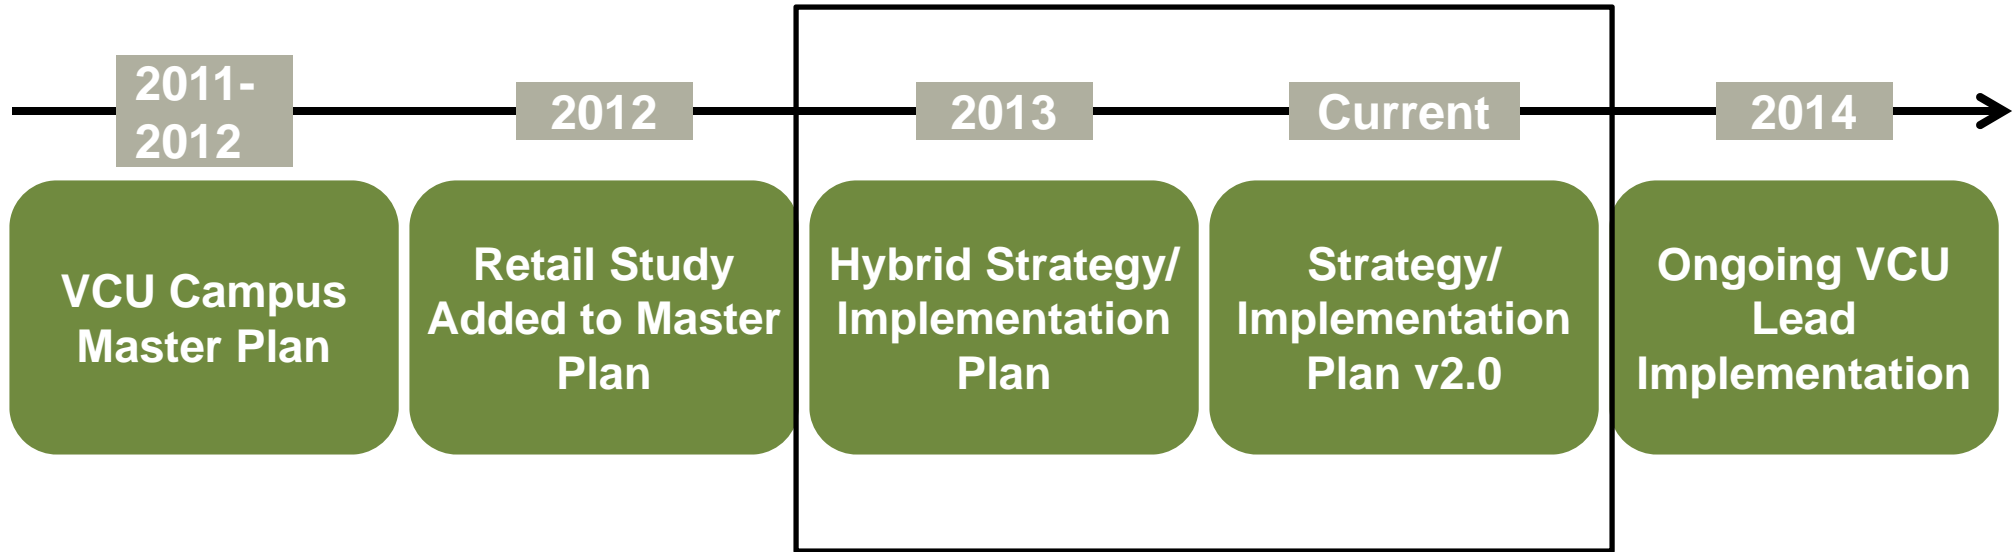 2011-
2012
2012
2013
Current
2014
VCU Campus
Master Plan
Retail Study
Added to Master
Plan
Hybrid Strategy/
Implementation
Plan
Strategy/
Implementation
Plan v2.0
Ongoing VCU
Lead
Implementation